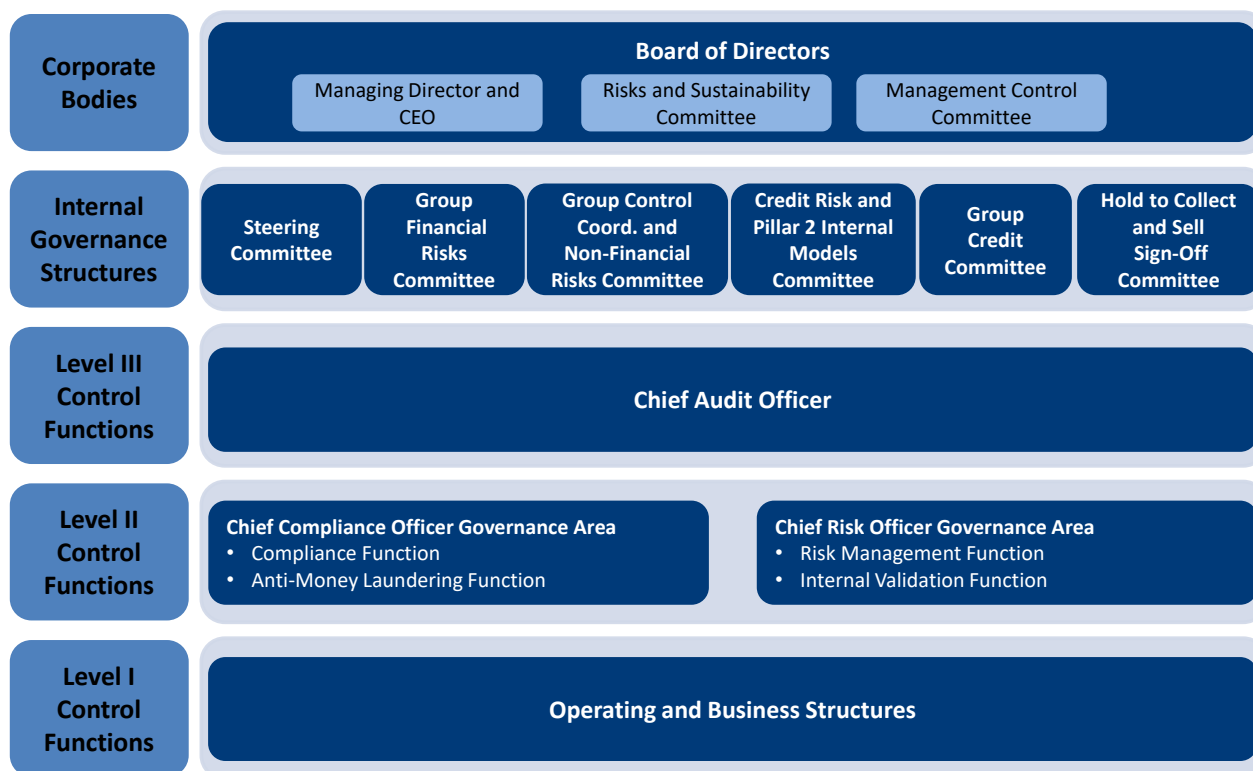 Corporate
Bodies
Board of Directors
Managing Director and
CEO
Risks and Sustainability
Committee
Management Control
Committee
Internal
Governance
Structures
Steering
Committee
Group
Financial
Risks
Committee
Group Control
Coord. and
Non-Financial
Risks Committee
Credit Risk and
Pillar 2 Internal
Models
Committee
Group
Credit
Committee
Hold to Collect
and Sell
Sign-Off
Committee
Level III
Control
Functions
Chief Audit Officer
Level II
Control
Functions
Chief Compliance Officer Governance Area
• Compliance Function
• Anti-Money Laundering Function
Chief Risk Officer Governance Area
• Risk Management Function
• Internal Validation Function
Level I
Control
Functions
Operating and Business Structures